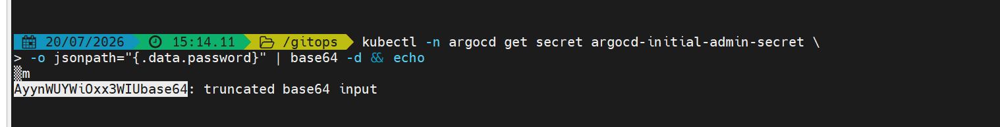 20/07/2026 15:14.11 /gitops kubectl -n argocd get secret argocd-initial-admin-secret \
> -o jsonpath="{.data.password}" | base64 -d && echo
▒m
AyynWUYWiOxx3WIUbase64: truncated base64 input